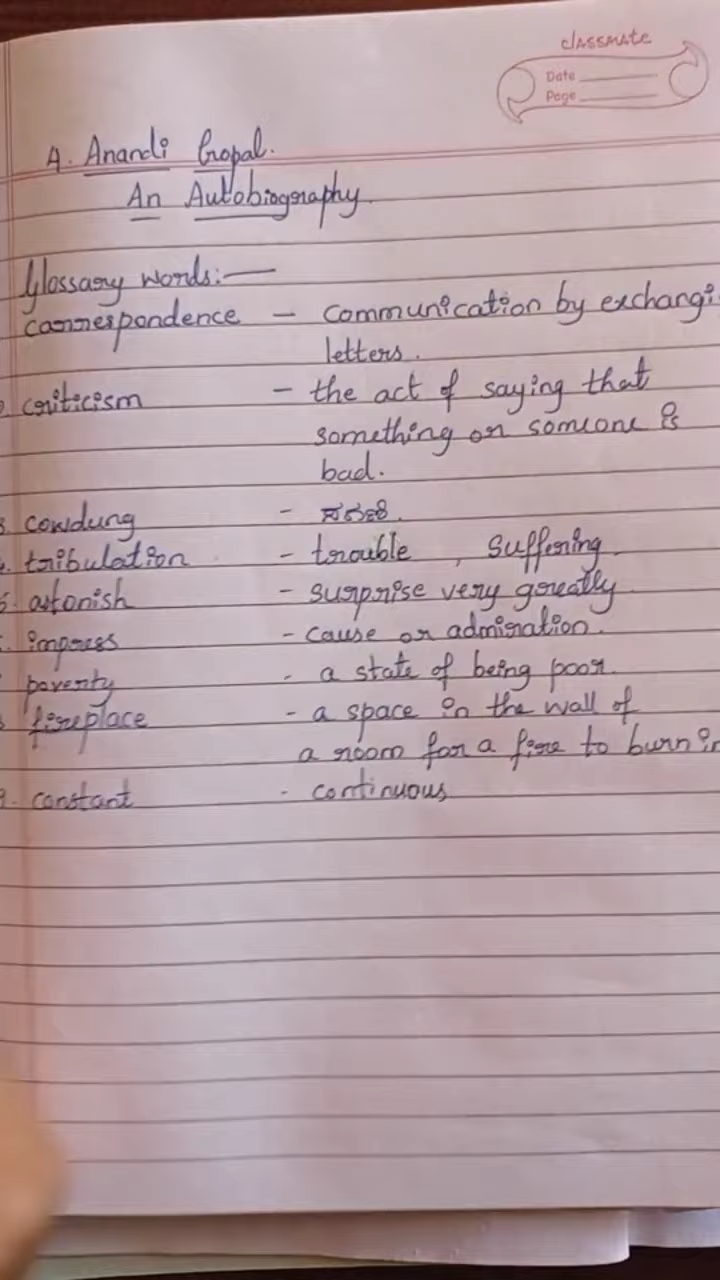 classmate
Date
Page
4. Anandi Gopal.
An Autobiography.
Glossary words:-
correspondence - communication by exchangi
letters.
criticism - the act of saying that
something or someone is
bad.
cowdung - ಸಗಣಿ.
tribulation - trouble, suffering.
5. astonish - surprise very greatly.
impress - cause or admiration.
poverty - a state of being poor.
fireplace - a space in the wall of
a room for a fire to burn in
9. constant - continuous